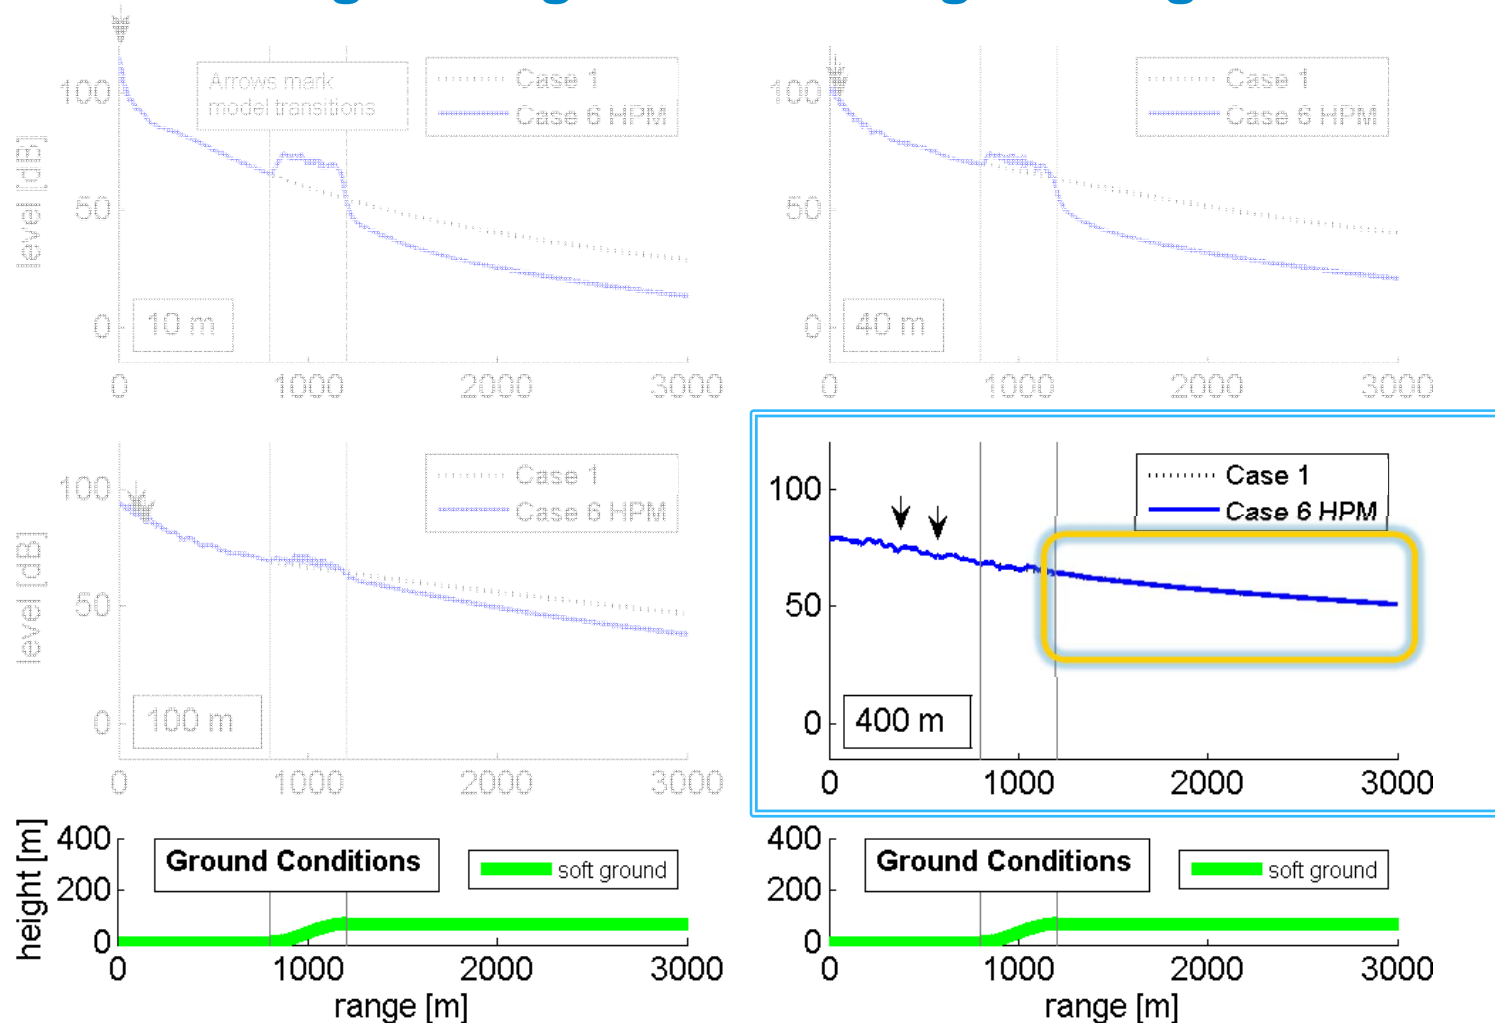 Arrows mark
model transitions
Case 1
Case 6 HPM
level [dB]
100
50
0
10 m
0
1000
2000
3000
Case 1
Case 6 HPM
100
50
0
40 m
0
1000
2000
3000
Case 1
Case 6 HPM
level [dB]
100
50
0
100 m
0
1000
2000
3000
Case 1
Case 6 HPM
100
50
0
400 m
0
1000
2000
3000
height [m]
400
200
0
Ground Conditions
soft ground
0
1000
2000
3000
range [m]
400
200
0
Ground Conditions
soft ground
0
1000
2000
3000
range [m]